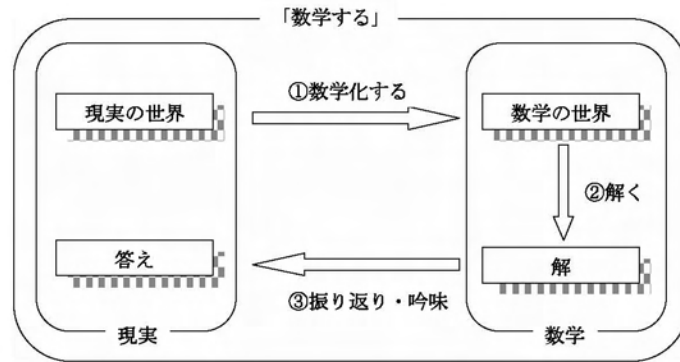 「数学する」
現実の世界
①数学化する
数学の世界
②解く
答え
解
③振り返り・吟味
現実
数学